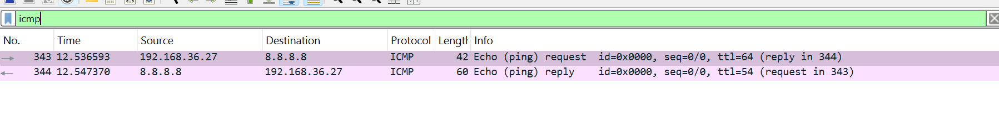 icmp
No. Time Source Destination Protocol Length Info
343 12.536593 192.168.36.27 8.8.8.8 ICMP 42 Echo (ping) request id=0x0000, seq=0/0, ttl=64 (reply in 344)
344 12.547370 8.8.8.8 192.168.36.27 ICMP 60 Echo (ping) reply id=0x0000, seq=0/0, ttl=54 (request in 343)